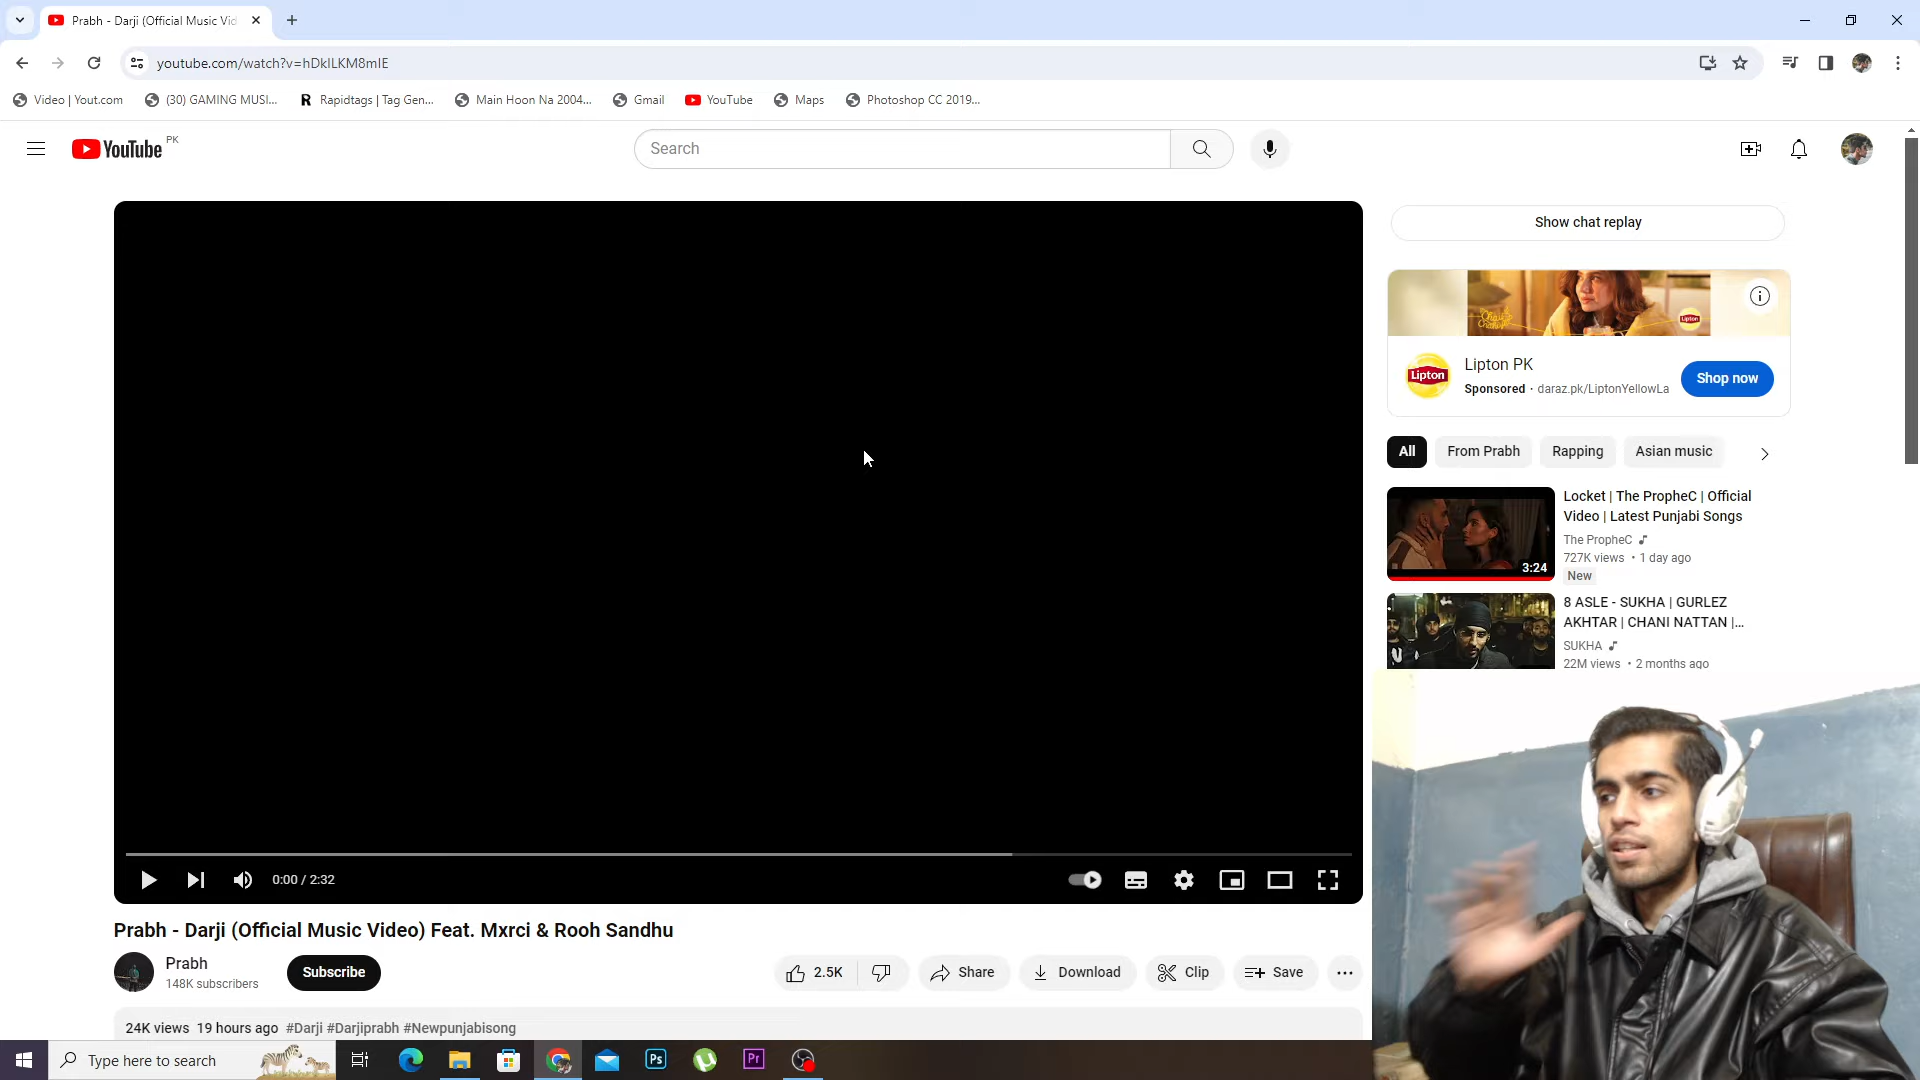 Prabh - Darji (Official Music Vid
youtube.com/watch?v=hDkILKM8mIE
Video | Yout.com
(30) GAMING MUSI...
R Rapidtags | Tag Gen...
Main Hoon Na 2004...
Gmail
YouTube
Maps
Photoshop CC 2019...
YouTube PK
Search
Show chat replay
Lipton
Lipton
Lipton PK
Sponsored · daraz.pk/LiptonYellowLa
Shop now
All
From Prabh
Rapping
Asian music
Locket | The PropheC | Official
Video | Latest Punjabi Songs
The PropheC
727K views • 1 day ago
New
3:24
8 ASLE - SUKHA | GURLEZ
AKHTAR | CHANI NATTAN |...
SUKHA
22M views • 2 months ago
0:00 / 2:32
Prabh - Darji (Official Music Video) Feat. Mxrci & Rooh Sandhu
Prabh
148K subscribers
Subscribe
2.5K
Share
Download
Clip
Save
24K views 19 hours ago #Darji #Darjiprabh #Newpunjabisong
Type here to search
Ps
Pr